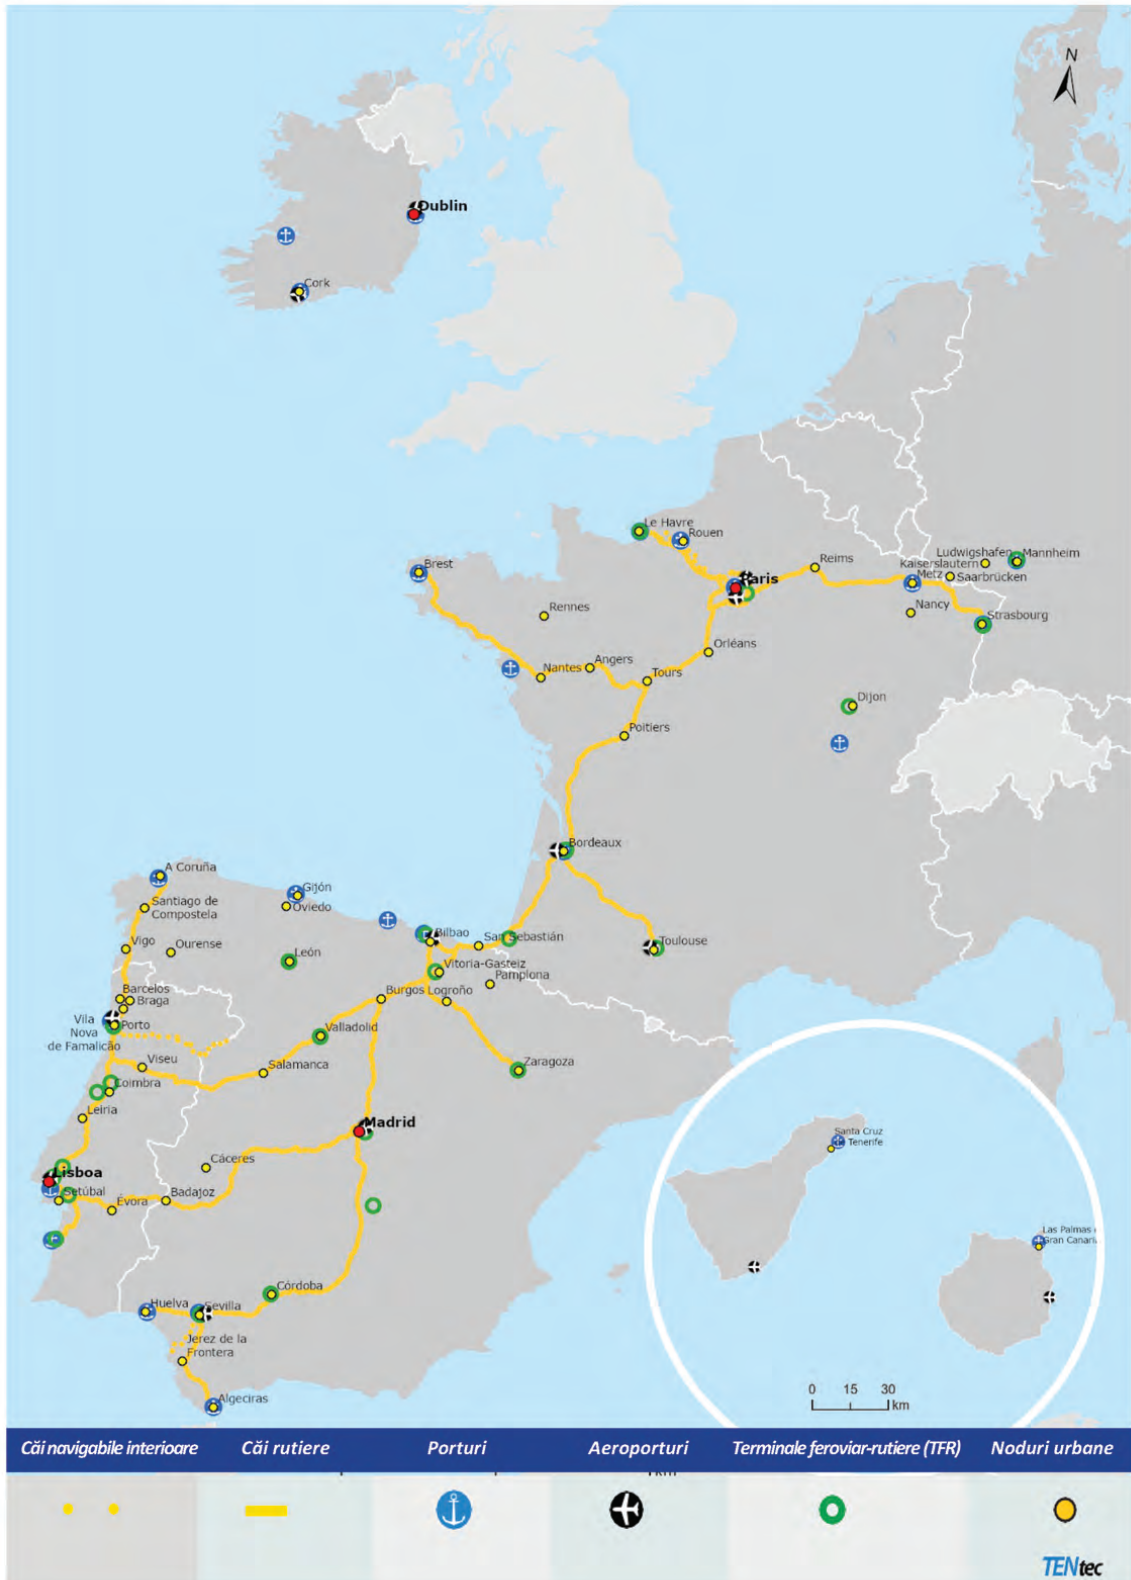 N
Dublin
Cork
Le Havre
Rouen
Brest
Paris
Reims
Ludwigshafen
Mannheim
Kaiserslautern
Metz
Saarbrücken
Rennes
Nancy
Strasbourg
Orléans
Nantes
Angers
Tours
Dijon
Poitiers
Bordeaux
A Coruña
Gijón
Santiago de
Compostela
Oviedo
Bilbao
San Sebastián
Toulouse
Vigo
Ourense
León
Vitoria-Gasteiz
Pamplona
Barcelos
Braga
Burgos
Logroño
Vila
Nova
de Famalicão
Porto
Valladolid
Viseu
Salamanca
Zaragoza
Coimbra
Leiria
Madrid
Santa Cruz
de Tenerife
Lisboa
Cáceres
Setúbal
Évora
Badajoz
Las Palmas
Gran Canari
Córdoba
Huelva
Sevilla
Jerez de la
Frontera
Algeciras
0 15 30
km
Căi navigabile interioare
Căi rutiere
Porturi
Aeroporturi
Terminale feroviar-rutiere (TFR)
Noduri urbane
TENtec